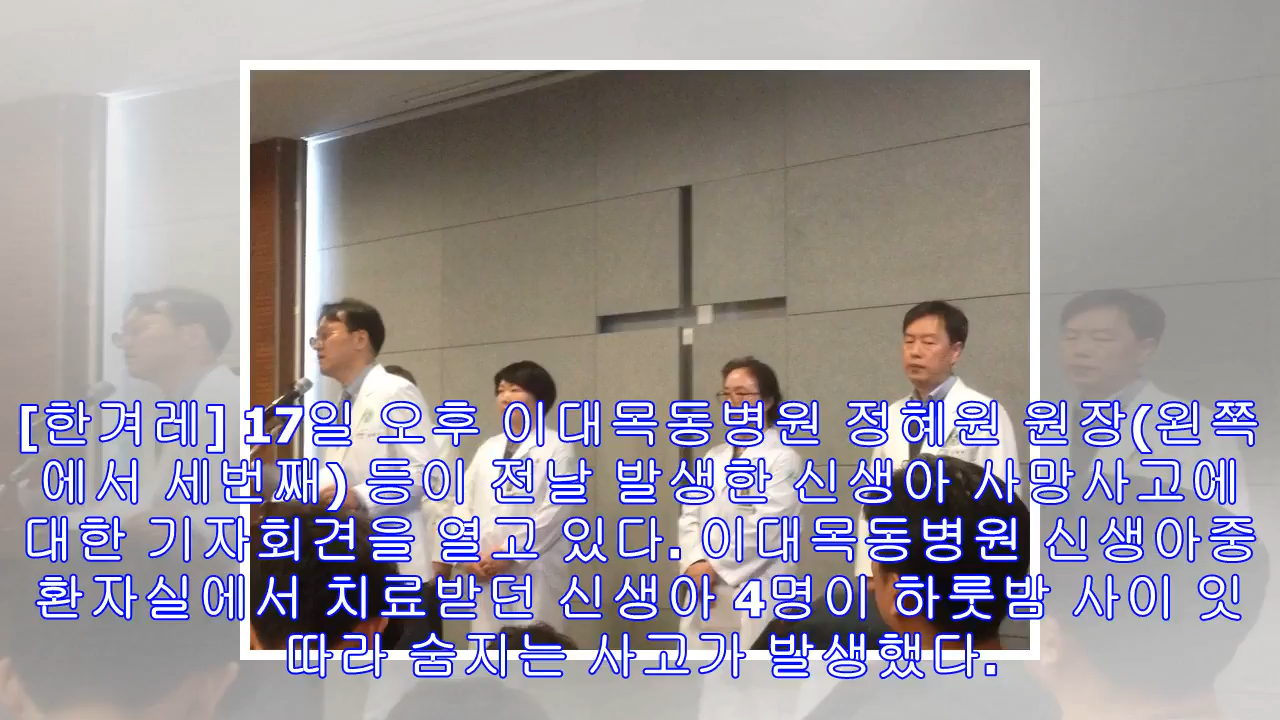 [한겨레] 17일 오후 이대목동병원 정혜원 원장(왼쪽
에서 세번째) 등이 전날 발생한 신생아 사망사고에
대한 기자회견을 열고 있다. 이대목동병원 신생아중
환자실에서 치료받던 신생아 4명이 하룻밤 사이 잇
따라 숨지는 사고가 발생했다.